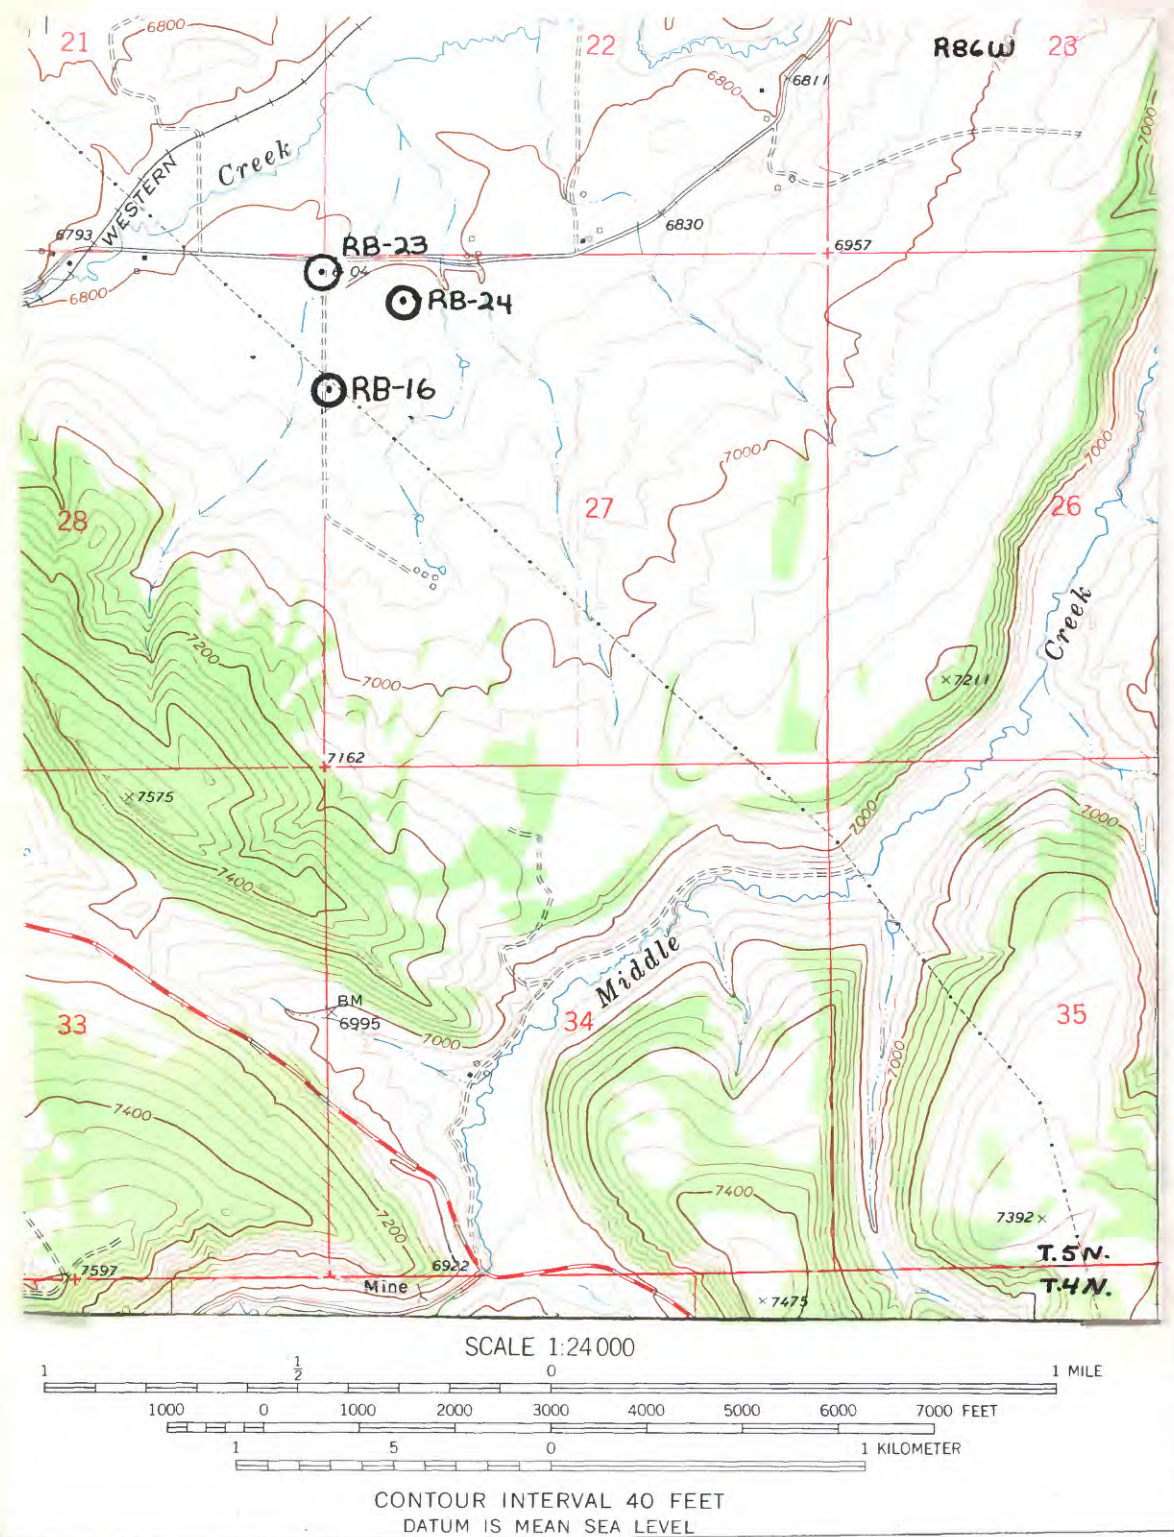 21
6800
22
R86W
23
6811
6800
7000
WESTERN
Creek
6793
6830
6957
RB-23
04
6800
RB-24
RB-16
7000
7000
28
27
26
7200
Creek
7000
7211
7162
7575
7000
7000
7400
Middle
BM
6995
33
34
35
7000
7000
7400
7400
7200
7392
T.5N.
6922
7597
Mine
T.4N.
7475
SCALE 1:24000
1 1/2 0 1 MILE
1000 0 1000 2000 3000 4000 5000 6000 7000 FEET
1 5 0 1 KILOMETER
CONTOUR INTERVAL 40 FEET
DATUM IS MEAN SEA LEVEL